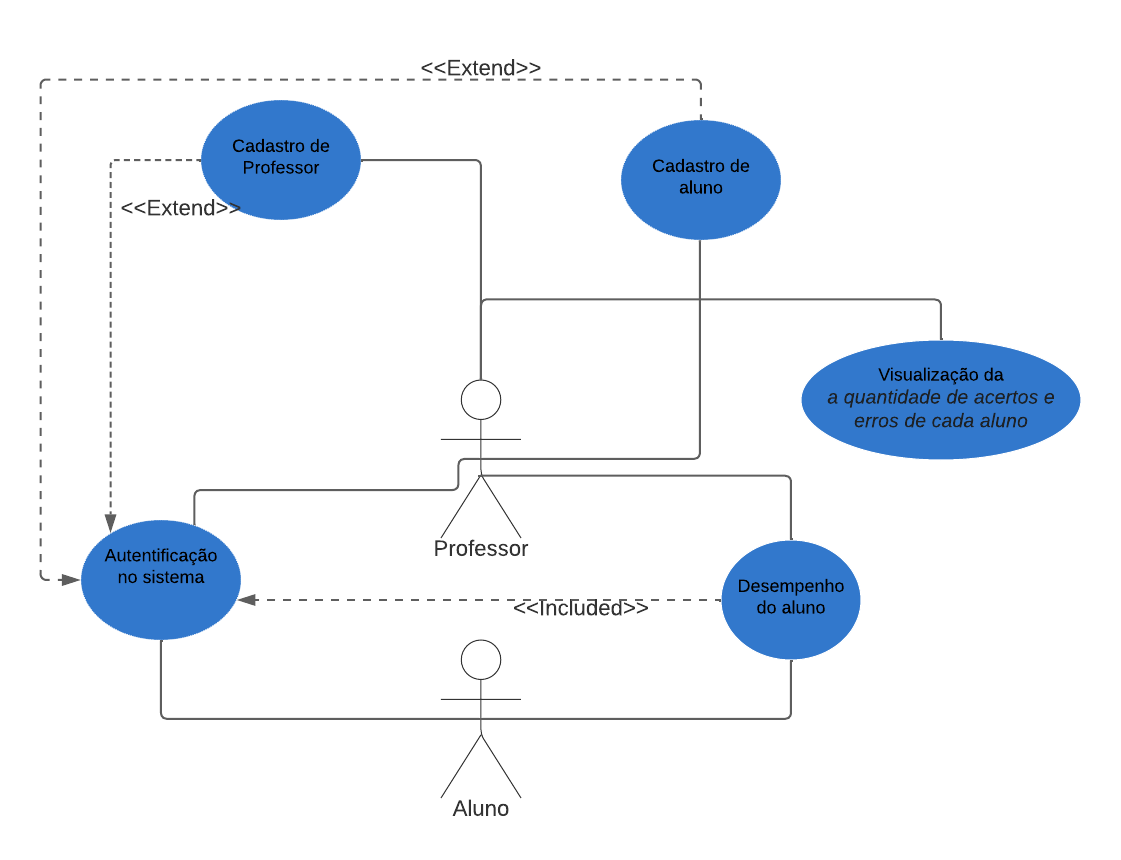 <<Extend>>
Cadastro de
Professor
Cadastro de
aluno
<<Extend>>
Visualização da
a quantidade de acertos e
erros de cada aluno
Professor
Autentificação
no sistema
Desempenho
do aluno
<<Included>>
Aluno